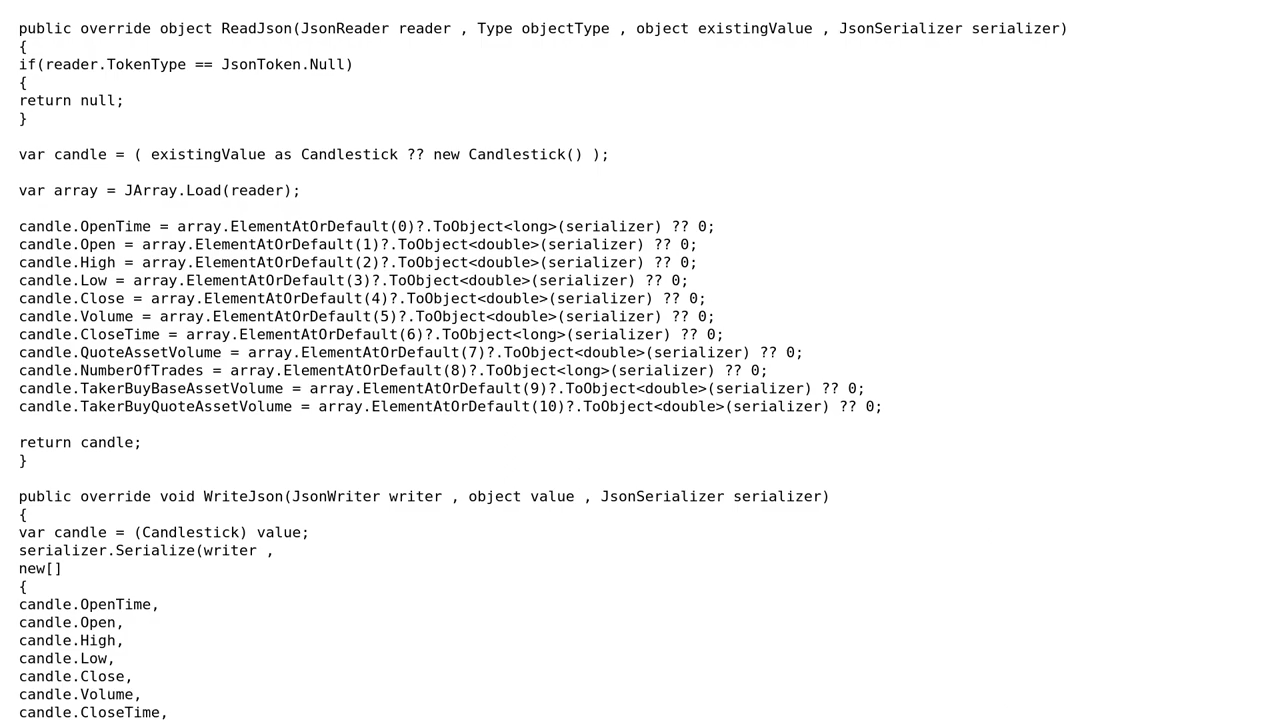 public override object ReadJson(JsonReader reader , Type objectType , object existingValue , JsonSerializer serializer)
{
if(reader.TokenType == JsonToken.Null)
{
return null;
}
var candle = ( existingValue as Candlestick ?? new Candlestick() );
var array = JArray.Load(reader);
candle.OpenTime = array.ElementAtOrDefault(0)?.ToObject<long>(serializer) ?? 0;
candle.Open = array.ElementAtOrDefault(1)?.ToObject<double>(serializer) ?? 0;
candle.High = array.ElementAtOrDefault(2)?.ToObject<double>(serializer) ?? 0;
candle.Low = array.ElementAtOrDefault(3)?.ToObject<double>(serializer) ?? 0;
candle.Close = array.ElementAtOrDefault(4)?.ToObject<double>(serializer) ?? 0;
candle.Volume = array.ElementAtOrDefault(5)?.ToObject<double>(serializer) ?? 0;
candle.CloseTime = array.ElementAtOrDefault(6)?.ToObject<long>(serializer) ?? 0;
candle.QuoteAssetVolume = array.ElementAtOrDefault(7)?.ToObject<double>(serializer) ?? 0;
candle.NumberOfTrades = array.ElementAtOrDefault(8)?.ToObject<long>(serializer) ?? 0;
candle.TakerBuyBaseAssetVolume = array.ElementAtOrDefault(9)?.ToObject<double>(serializer) ?? 0;
candle.TakerBuyQuoteAssetVolume = array.ElementAtOrDefault(10)?.ToObject<double>(serializer) ?? 0;
return candle;
}
public override void WriteJson(JsonWriter writer , object value , JsonSerializer serializer)
{
var candle = (Candlestick) value;
serializer.Serialize(writer ,
new[]
{
candle.OpenTime,
candle.Open,
candle.High,
candle.Low,
candle.Close,
candle.Volume,
candle.CloseTime,